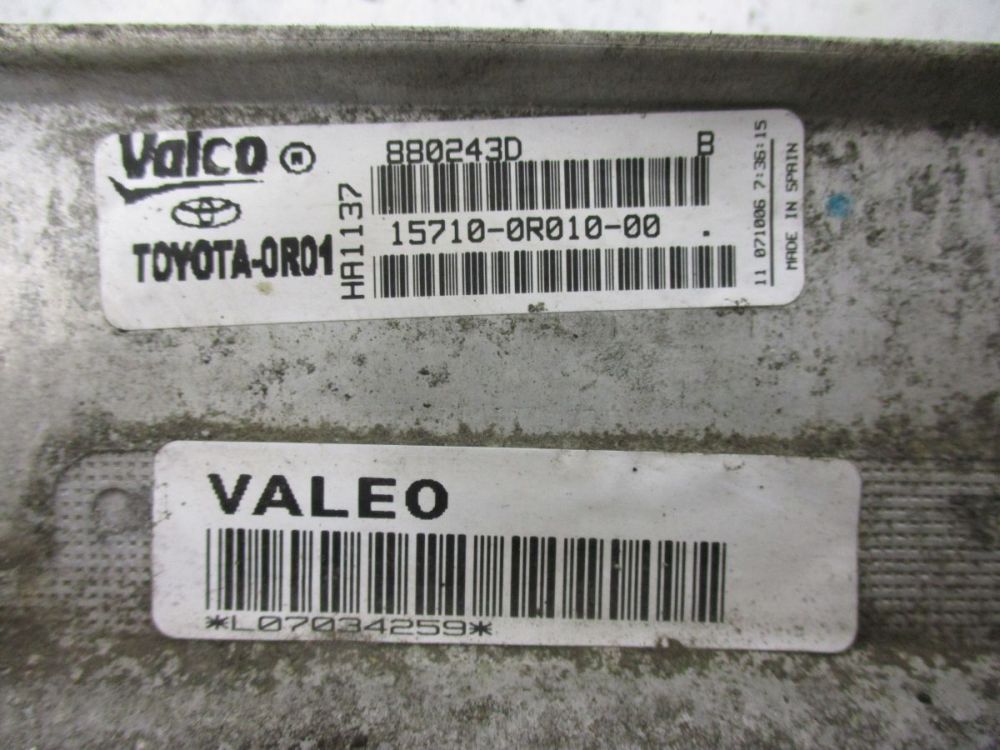 Valeo ®
TOYOTA-0R01
HA1137
880243D B
15710-0R010-00 .
11 071006 7:36:15
MADE IN SPAIN
VALEO
*L07034259*